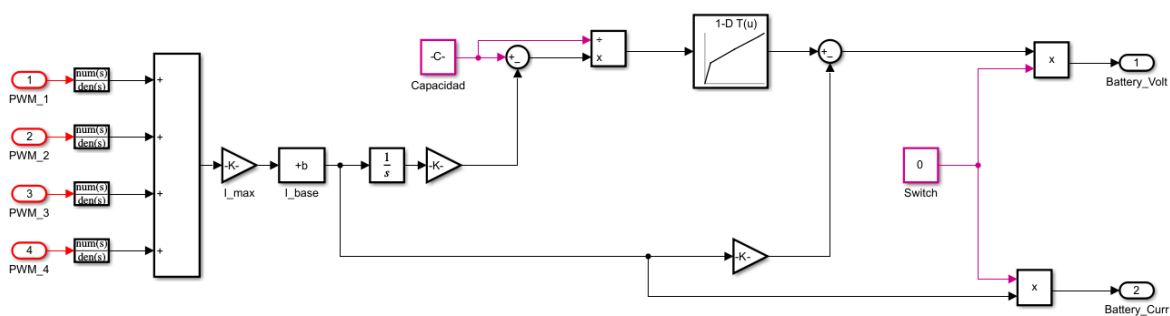 1
PWM_1
num(s)
den(s)
2
PWM_2
num(s)
den(s)
3
PWM_3
num(s)
den(s)
4
PWM_4
num(s)
den(s)
+
+
+
+
-K-
I_max
+b
I_base
1
s
-K-
-C-
Capacidad
+
−
÷
x
1-D T(u)
+
−
-K-
0
Switch
x
1
Battery_Volt
x
2
Battery_Curr